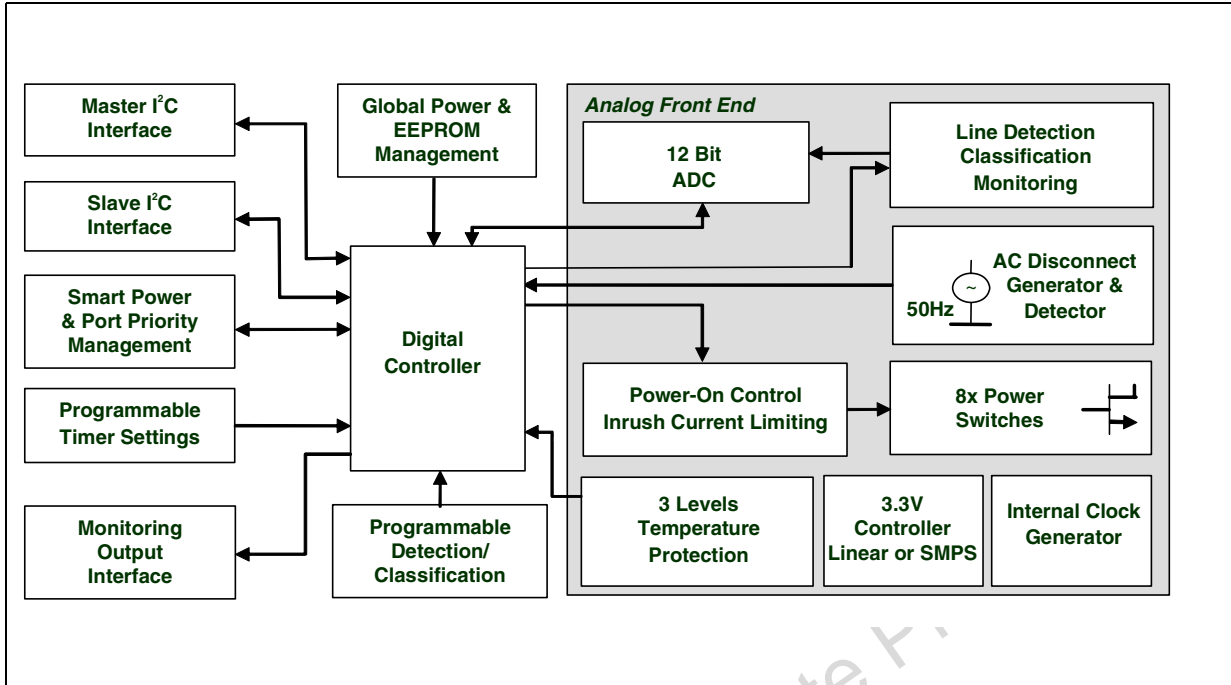 Master I²C
Interface
Slave I²C
Interface
Smart Power
& Port Priority
Management
Programmable
Timer Settings
Monitoring
Output
Interface
Global Power &
EEPROM
Management
Digital
Controller
Programmable
Detection/
Classification
Analog Front End
12 Bit
ADC
Line Detection
Classification
Monitoring
AC Disconnect
Generator &
Detector
~
50Hz
Power-On Control
Inrush Current Limiting
8x Power
Switches
3 Levels
Temperature
Protection
3.3V
Controller
Linear or SMPS
Internal Clock
Generator